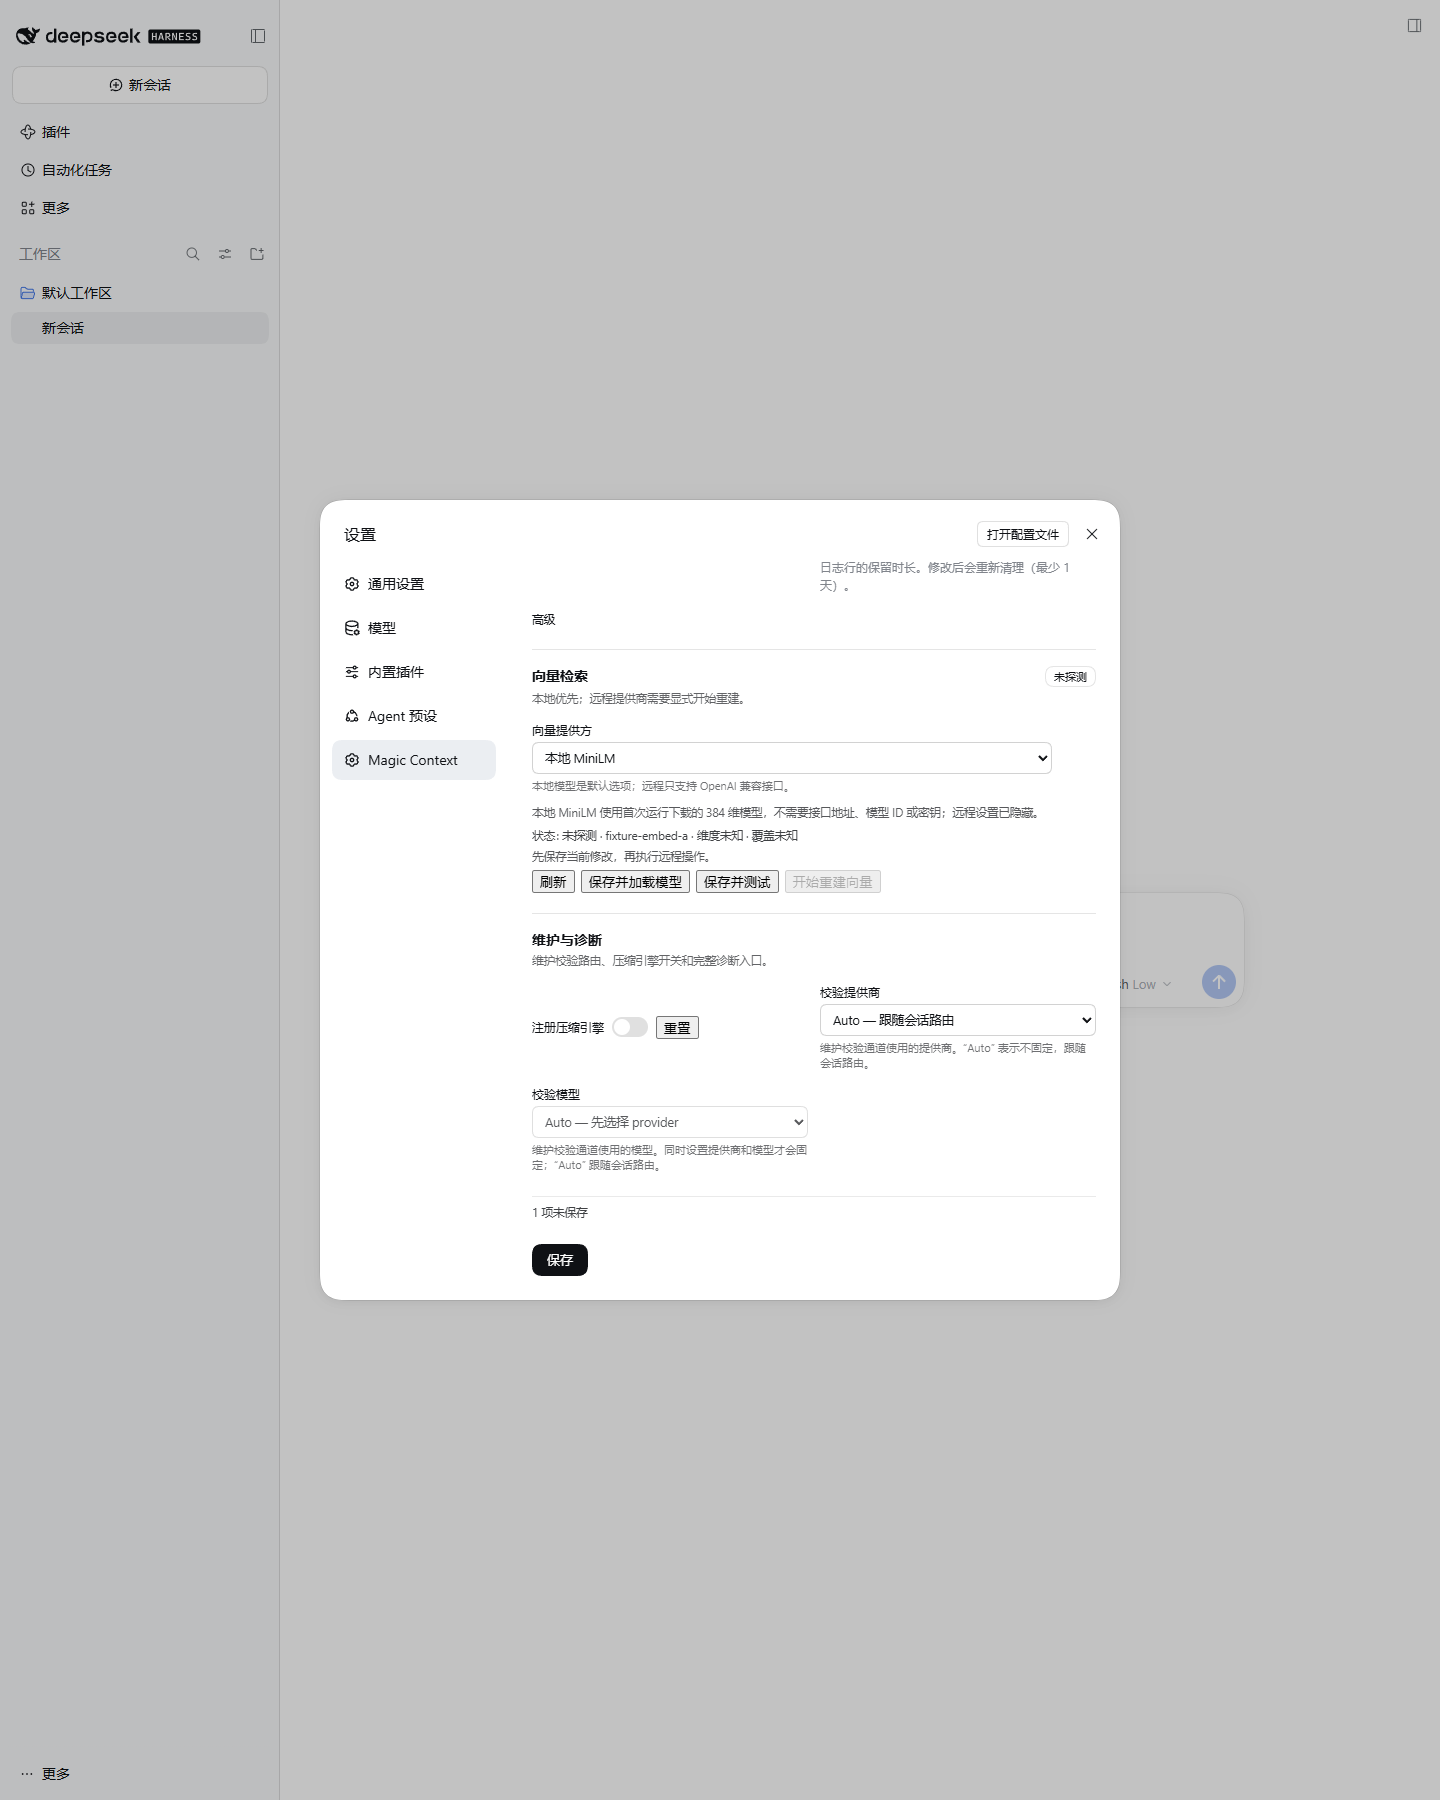 deepseek HARNESS
新会话
插件
自动化任务
更多
工作区
默认工作区
新会话
设置
打开配置文件
通用设置
模型
内置插件
Agent 预设
Magic Context
日志行的保留时长。修改后会重新清理（最少 1
天）。
高级
向量检索
未探测
本地优先；远程提供商需要显式开始重建。
向量提供方
本地 MiniLM
本地模型是默认选项；远程只支持 OpenAI 兼容接口。
本地 MiniLM 使用首次运行下载的 384 维模型，不需要接口地址、模型 ID 或密钥；远程设置已隐藏。
状态: 未探测 · fixture-embed-a · 维度未知 · 覆盖未知
先保存当前修改，再执行远程操作。
刷新 保存并加载模型 保存并测试 开始重建向量
维护与诊断
维护校验路由、压缩引擎开关和完整诊断入口。
注册压缩引擎 重置
校验提供商
Auto — 跟随会话路由
维护校验通道使用的提供商。“Auto” 表示不固定，跟随
会话路由。
校验模型
Auto — 先选择 provider
维护校验通道使用的模型。同时设置提供商和模型才会固
定；“Auto” 跟随会话路由。
1 项未保存
保存
sh Low
更多